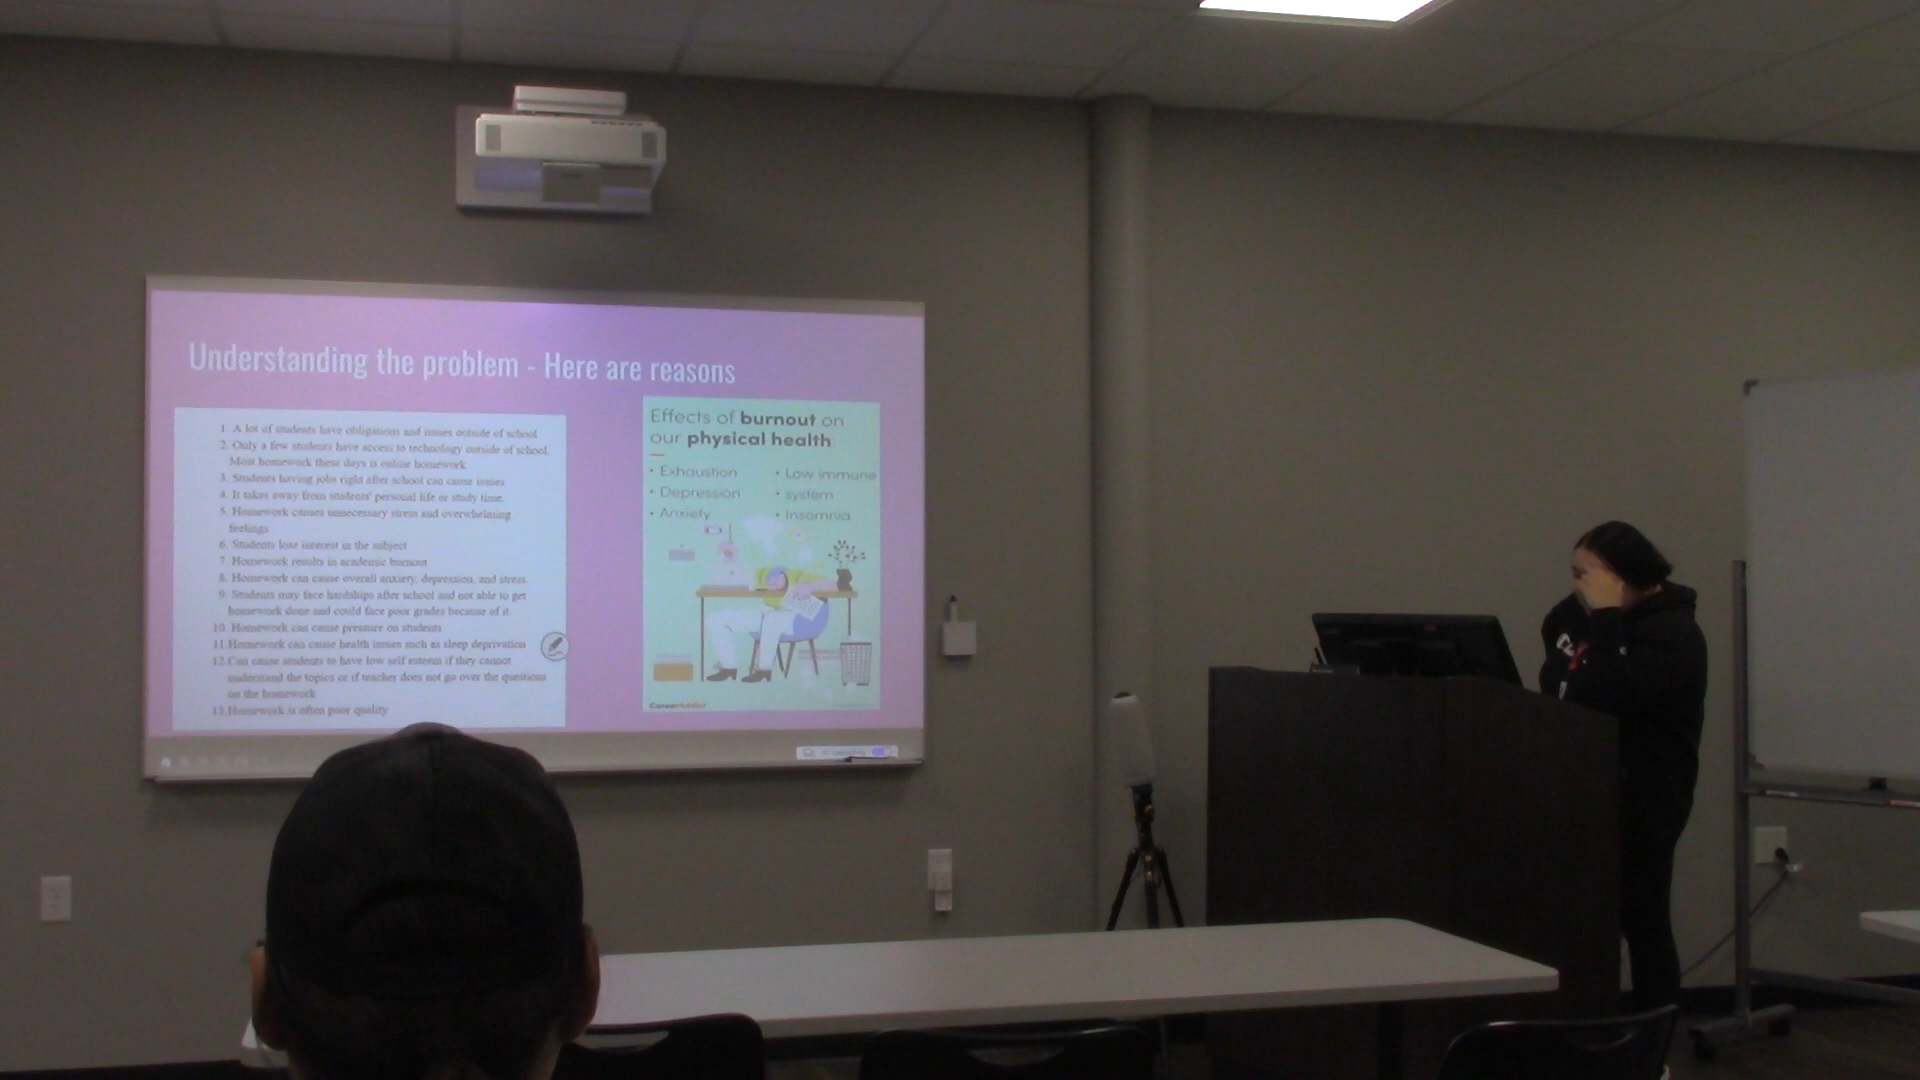 Understanding the problem - Here are reasons
1. A lot of students have obligations and issues outside of school
2. Only a few students have access to technology outside of school.
Most homework these days is online homework
3. Students having jobs right after school can cause issues
4. It takes away from students' personal life or study time.
5. Homework causes unnecessary stress and overwhelming
feelings
6. Students lose interest in the subject
7. Homework results in academic burnout
8. Homework can cause overall anxiety, depression, and stress.
9. Students may face hardships after school and not able to get
homework done and could face poor grades because of it
10. Homework can cause pressure on students
11. Homework can cause health issues such as sleep deprivation
12. Can cause students to have low self esteem if they cannot
understand the topics or if teacher does not go over the questions
on the homework
13. Homework is often poor quality
Effects of burnout on
our physical health
• Exhaustion
• Depression
• Anxiety
• Low immune
• system
• Insomnia
CareerAddict